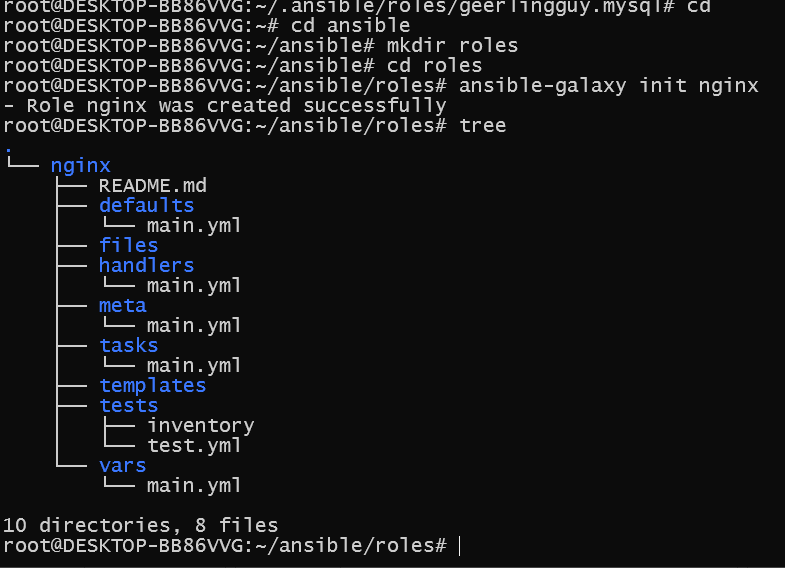 root@DESKTOP-BB86VVG:~/.ansible/roles/geerlingguy.mysql# cd
root@DESKTOP-BB86VVG:~# cd ansible
root@DESKTOP-BB86VVG:~/ansible# mkdir roles
root@DESKTOP-BB86VVG:~/ansible# cd roles
root@DESKTOP-BB86VVG:~/ansible/roles# ansible-galaxy init nginx
- Role nginx was created successfully
root@DESKTOP-BB86VVG:~/ansible/roles# tree
.
└── nginx
    ├── README.md
    ├── defaults
    │   └── main.yml
    ├── files
    ├── handlers
    │   └── main.yml
    ├── meta
    │   └── main.yml
    ├── tasks
    │   └── main.yml
    ├── templates
    ├── tests
    │   ├── inventory
    │   └── test.yml
    └── vars
        └── main.yml
10 directories, 8 files
root@DESKTOP-BB86VVG:~/ansible/roles#